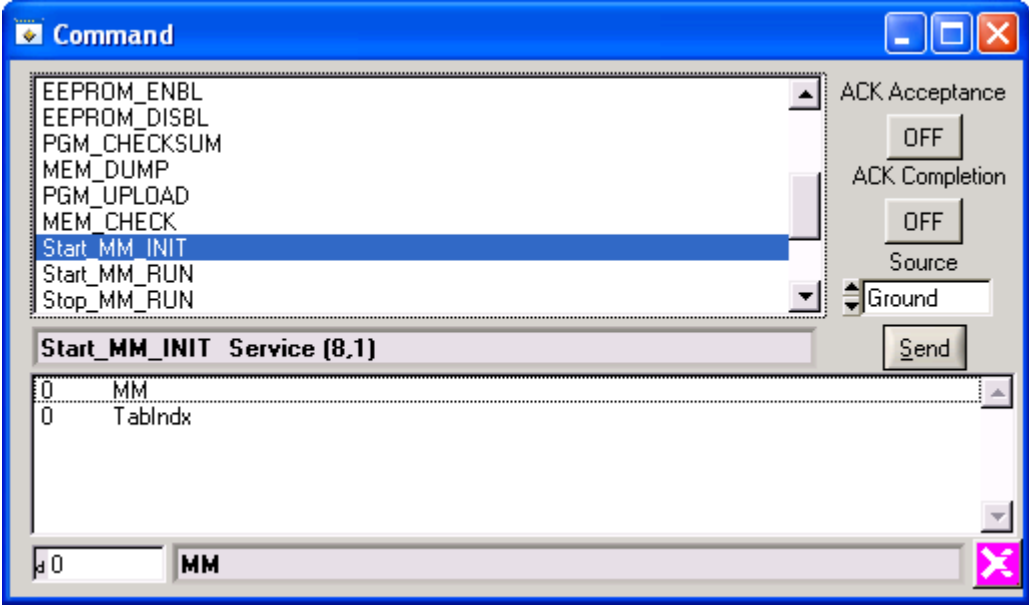 Command
EEPROM_ENBL
EEPROM_DISBL
PGM_CHECKSUM
MEM_DUMP
PGM_UPLOAD
MEM_CHECK
Start_MM_INIT
Start_MM_RUN
Stop_MM_RUN
ACK Acceptance
OFF
ACK Completion
OFF
Source
Ground
Start_MM_INIT Service (8,1)
Send
0 MM
0 TabIndx
d 0 MM